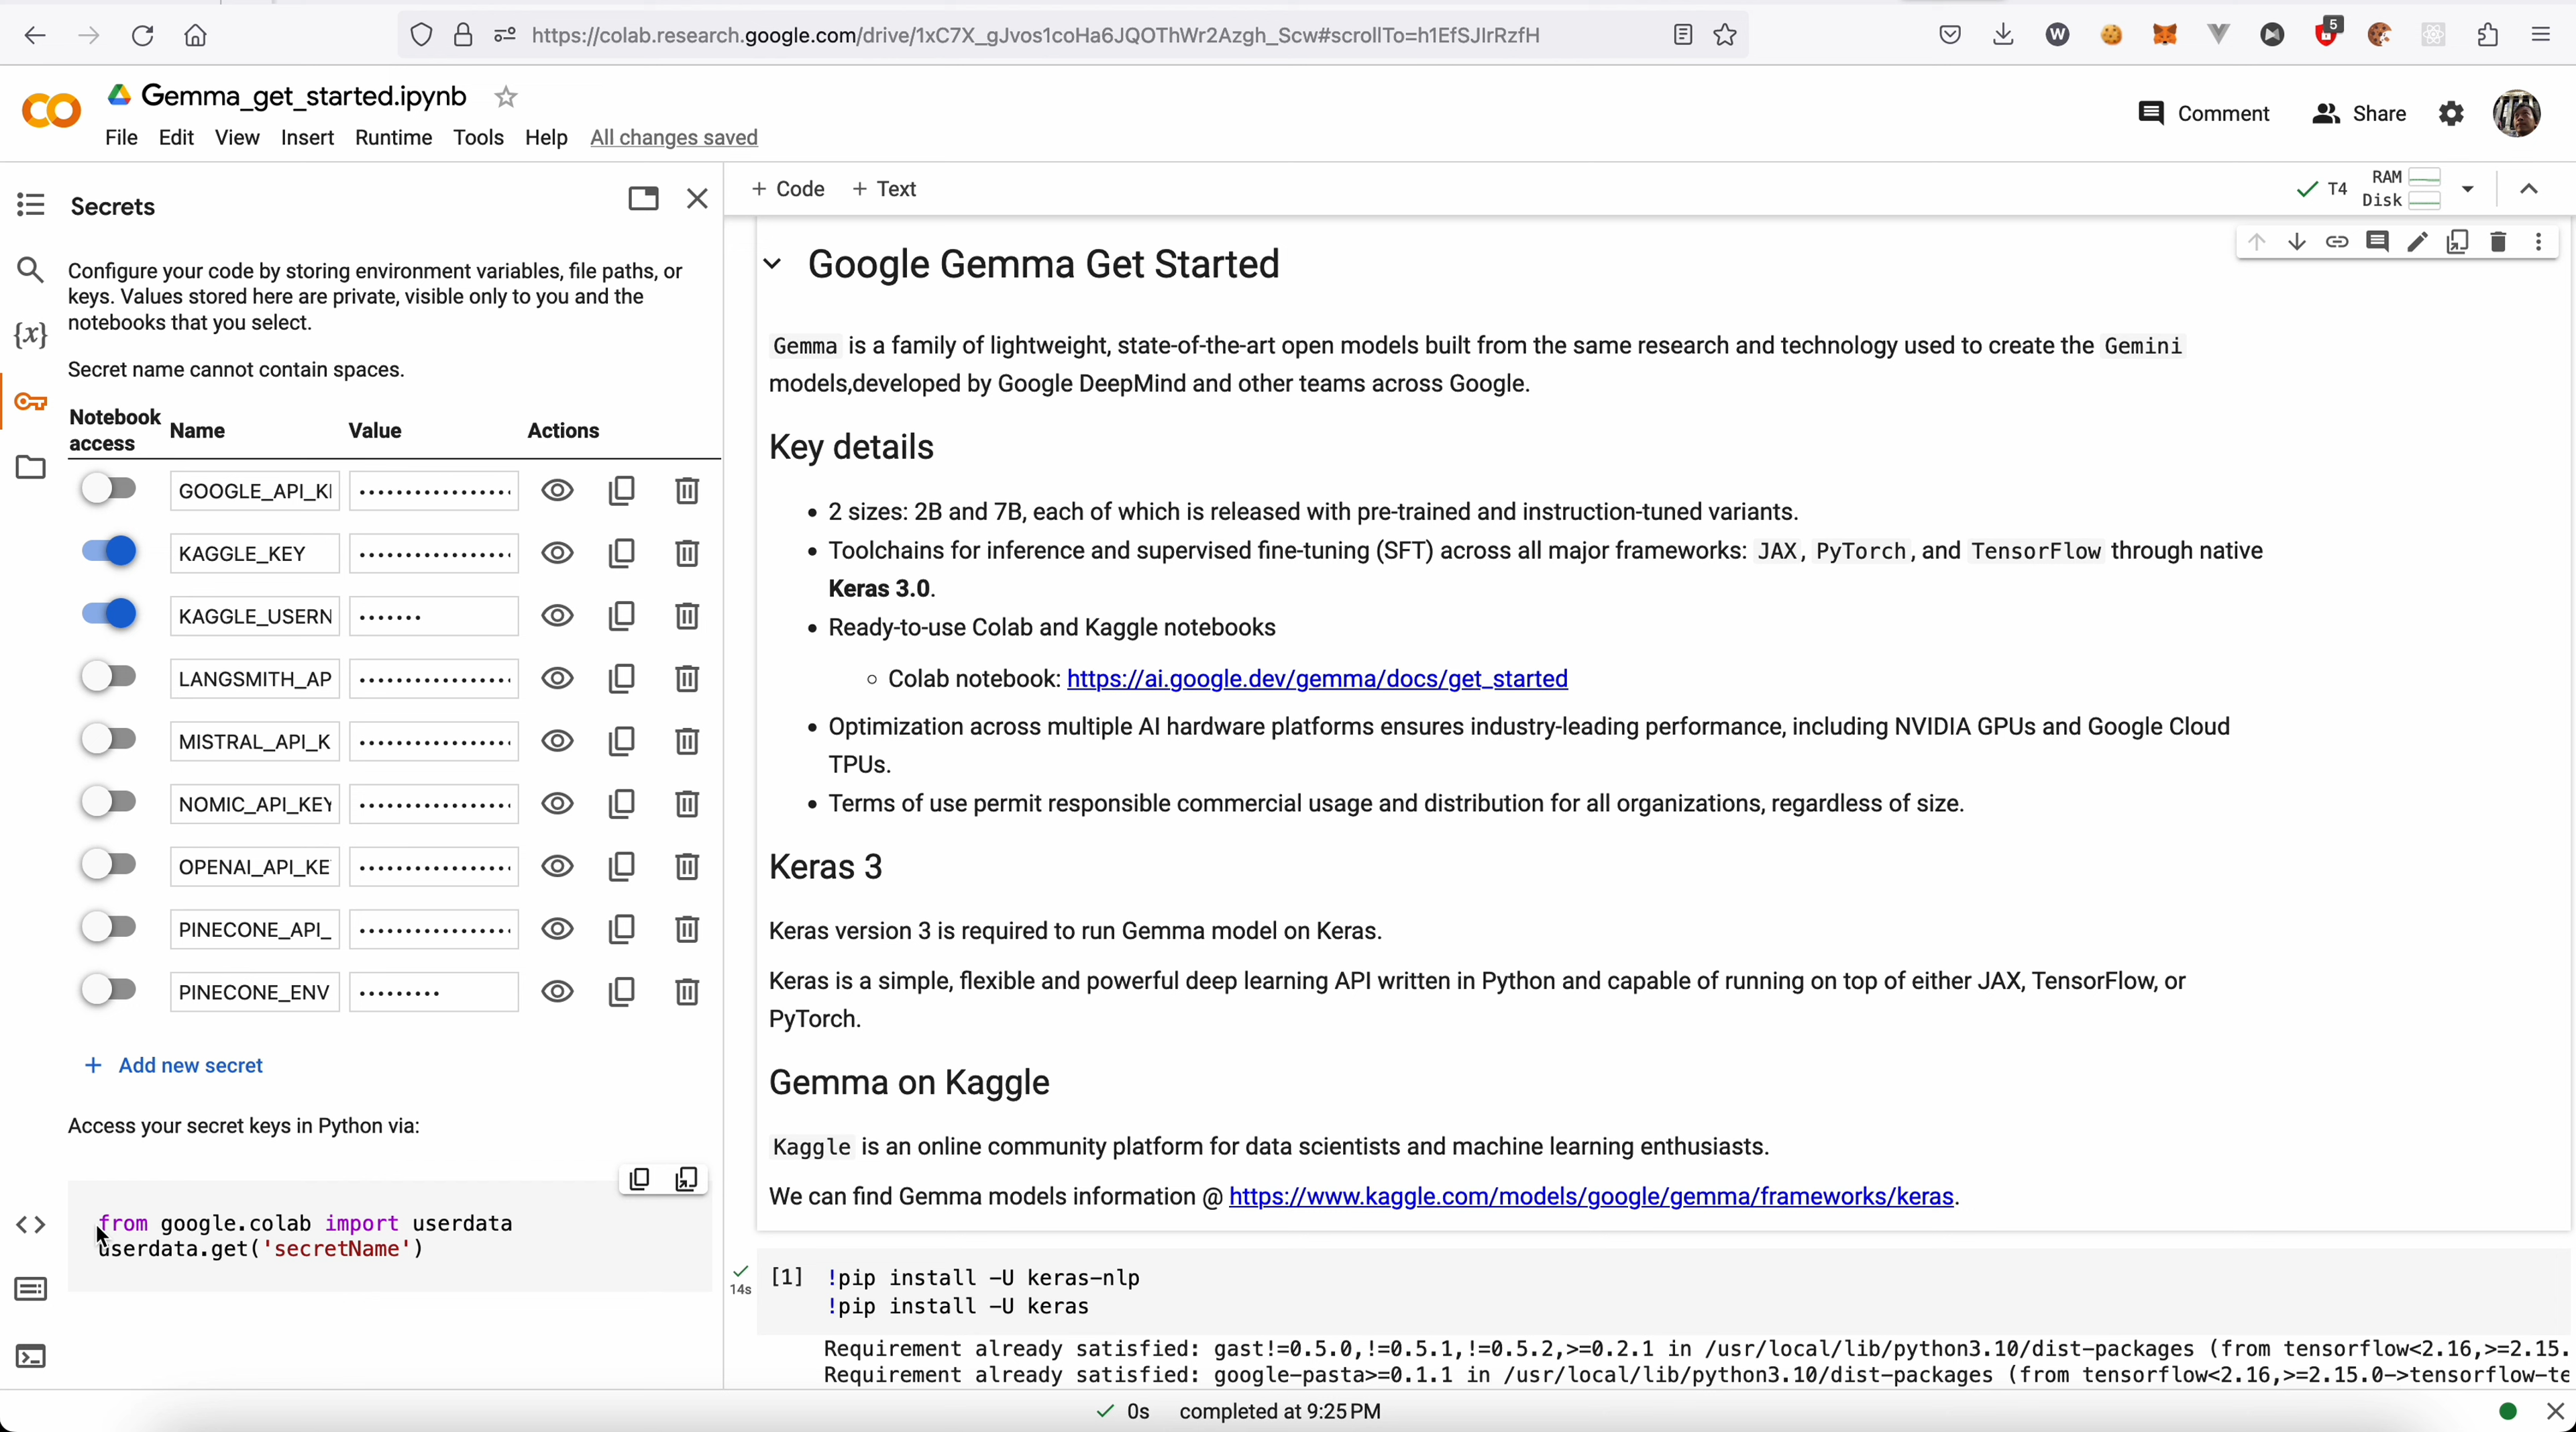 https://colab.research.google.com/drive/1xC7X_gJvos1coHa6JQOThWr2Azgh_Scw#scrollTo=h1EfSJIrRzfH
5
Gemma_get_started.ipynb
File Edit View Insert Runtime Tools Help All changes saved
Comment Share
Secrets
Configure your code by storing environment variables, file paths, or
keys. Values stored here are private, visible only to you and the
notebooks that you select.
Secret name cannot contain spaces.
Notebook access Name Value Actions
GOOGLE_API_KI ••••••••••••••••••
KAGGLE_KEY ••••••••••••••••••
KAGGLE_USERN •••••••
LANGSMITH_AP ••••••••••••••••••
MISTRAL_API_K ••••••••••••••••••
NOMIC_API_KEY ••••••••••••••••••
OPENAI_API_KE ••••••••••••••••••
PINECONE_API_ ••••••••••••••••••
PINECONE_ENV •••••••••
+ Add new secret
Access your secret keys in Python via:
from google.colab import userdata
userdata.get('secretName')
+ Code + Text
T4 RAM
Disk
Google Gemma Get Started
Gemma is a family of lightweight, state-of-the-art open models built from the same research and technology used to create the Gemini
models,developed by Google DeepMind and other teams across Google.
Key details
• 2 sizes: 2B and 7B, each of which is released with pre-trained and instruction-tuned variants.
• Toolchains for inference and supervised fine-tuning (SFT) across all major frameworks: JAX, PyTorch, and TensorFlow through native
Keras 3.0.
• Ready-to-use Colab and Kaggle notebooks
◦ Colab notebook: https://ai.google.dev/gemma/docs/get_started
• Optimization across multiple AI hardware platforms ensures industry-leading performance, including NVIDIA GPUs and Google Cloud
TPUs.
• Terms of use permit responsible commercial usage and distribution for all organizations, regardless of size.
Keras 3
Keras version 3 is required to run Gemma model on Keras.
Keras is a simple, flexible and powerful deep learning API written in Python and capable of running on top of either JAX, TensorFlow, or
PyTorch.
Gemma on Kaggle
Kaggle is an online community platform for data scientists and machine learning enthusiasts.
We can find Gemma models information @ https://www.kaggle.com/models/google/gemma/frameworks/keras.
14s
[1] !pip install -U keras-nlp
!pip install -U keras
Requirement already satisfied: gast!=0.5.0,!=0.5.1,!=0.5.2,>=0.2.1 in /usr/local/lib/python3.10/dist-packages (from tensorflow<2.16,>=2.15.
Requirement already satisfied: google-pasta>=0.1.1 in /usr/local/lib/python3.10/dist-packages (from tensorflow<2.16,>=2.15.0->tensorflow-te
0s completed at 9:25 PM